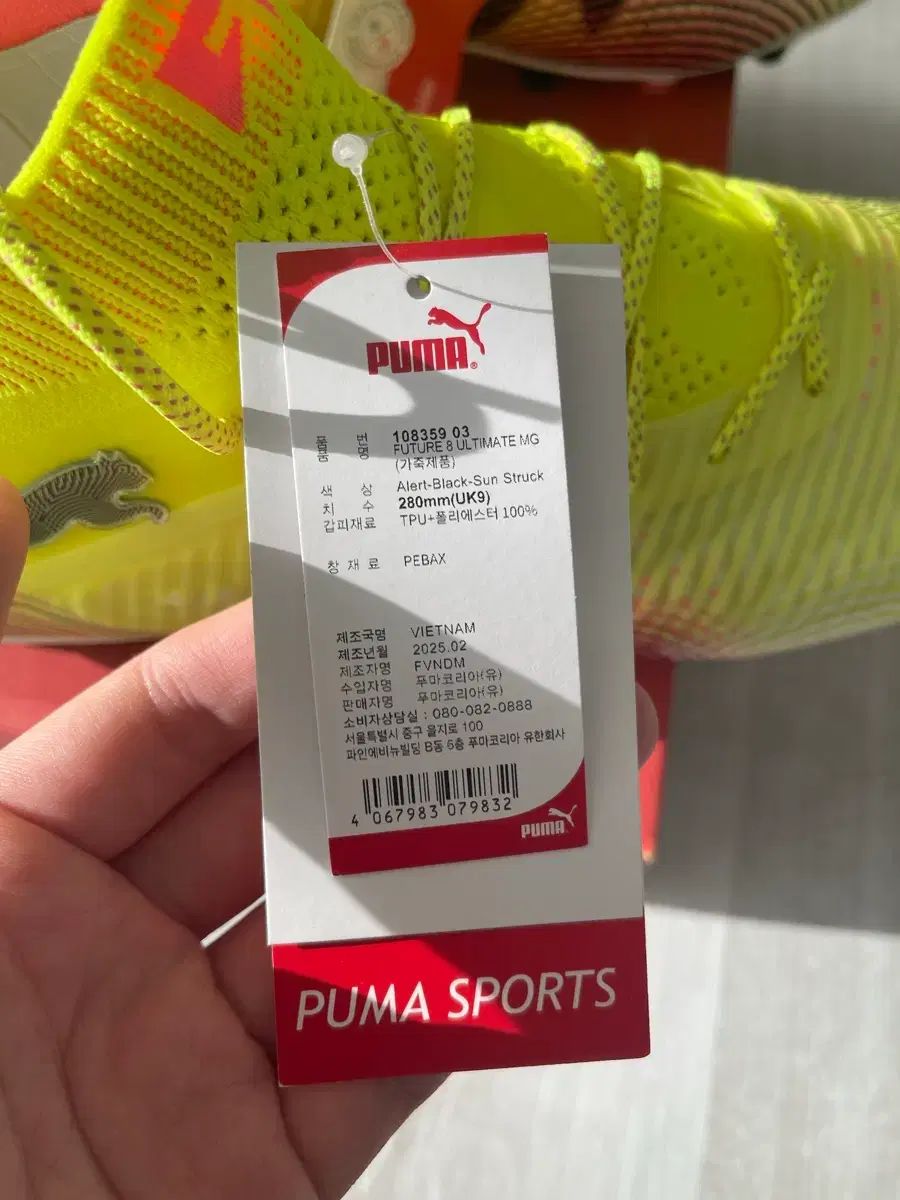 PUMA®
품 번 108359 03
품 명 FUTURE 8 ULTIMATE MG
(가죽제품)
색 상 Alert-Black-Sun Struck
치 수 280mm(UK9)
갑피재료 TPU+폴리에스터 100%
창 재 료 PEBAX
제조국명 VIETNAM
제조년월 2025.02
제조자명 FVNDM
수입자명 푸마코리아(유)
판매자명 푸마코리아(유)
소비자상담실 : 080-082-0888
서울특별시 중구 을지로 100
파인에비뉴빌딩 B동 6층 푸마코리아 유한회사
4 067983 079832
PUMA
PUMA SPORTS